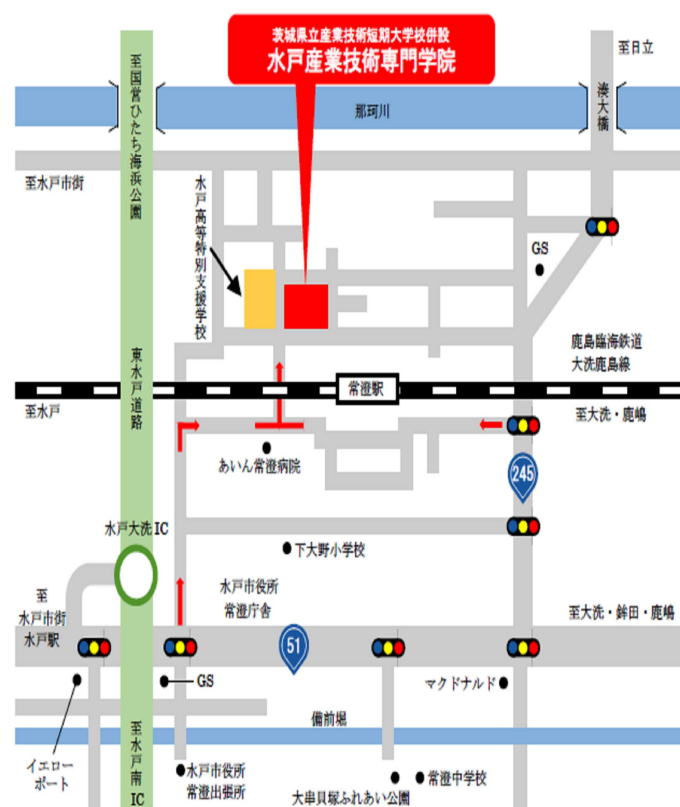 茨城県立産業技術短期大学校併設
水戸産業技術専門学院
至日立
至国営ひたち海浜公園
那珂川
湊大橋
至水戸市街
水戸高等特別支援学校
GS
鹿島臨海鉄道
大洗鹿島線
東水戸道路
常澄駅
至水戸
至大洗・鹿嶋
あいん常澄病院
245
水戸大洗IC
下大野小学校
至
水戸市街
水戸駅
水戸市役所
常澄庁舎
至大洗・鉾田・鹿嶋
51
GS
マクドナルド
イエロー
ポート
至水戸南IC
備前堀
水戸市役所
常澄出張所
常澄中学校
大串貝塚ふれあい公園